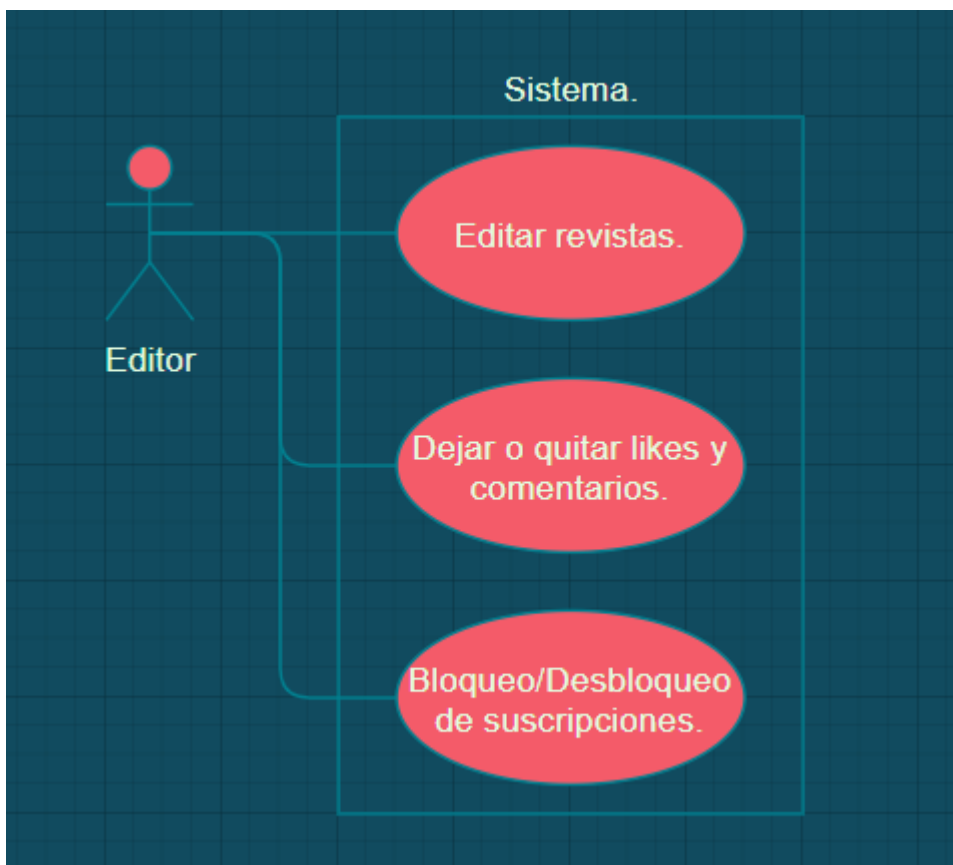 Sistema.
Editar revistas.
Editor
Dejar o quitar likes y
comentarios.
Bloqueo/Desbloqueo
de suscripciones.